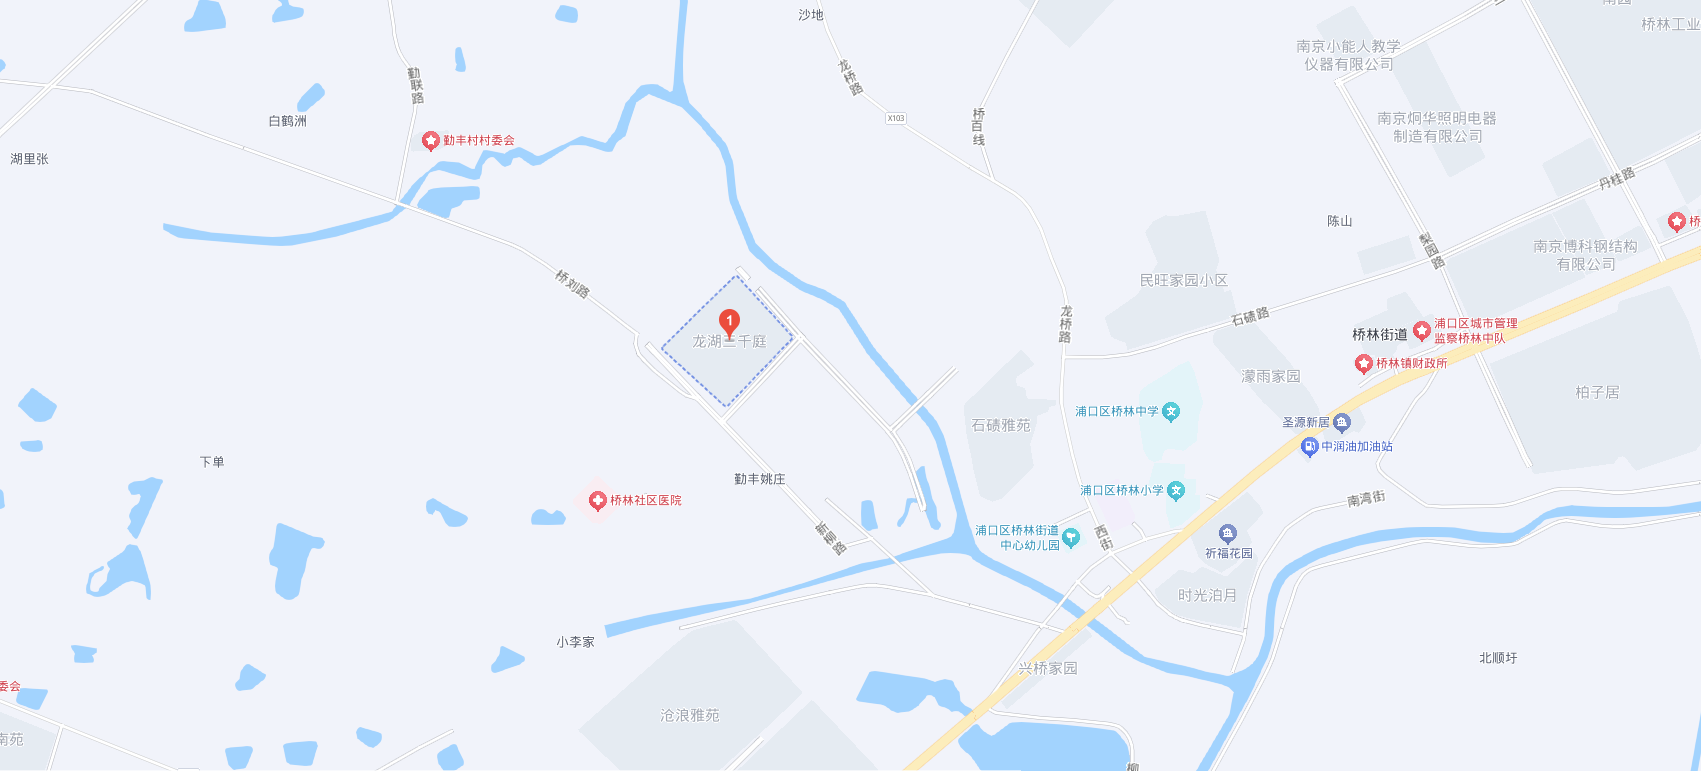 沙地
南园
桥林工业
南京小能人教学
仪器有限公司
勤联路
龙桥路
X103
桥百线
白鹤洲
勤丰村村委会
湖里张
南京炯华照明电器
制造有限公司
丹桂路
陈山
桥
梨园路
南京博科钢结构
有限公司
桥刘路
民旺家园小区
龙桥路
石碛路
1
龙湖三千庭
桥林街道
浦口区城市管理
监察桥林中队
桥林镇财政所
濛雨家园
柏子居
浦口区桥林中学
石碛雅苑
圣源新居
中润油加油站
下单
勤丰姚庄
桥林社区医院
浦口区桥林小学
南湾街
新柳路
浦口区桥林街道
中心幼儿园
西街
祈福花园
时光泊月
小李家
兴桥家园
北顺圩
委会
沧浪雅苑
南苑
柳